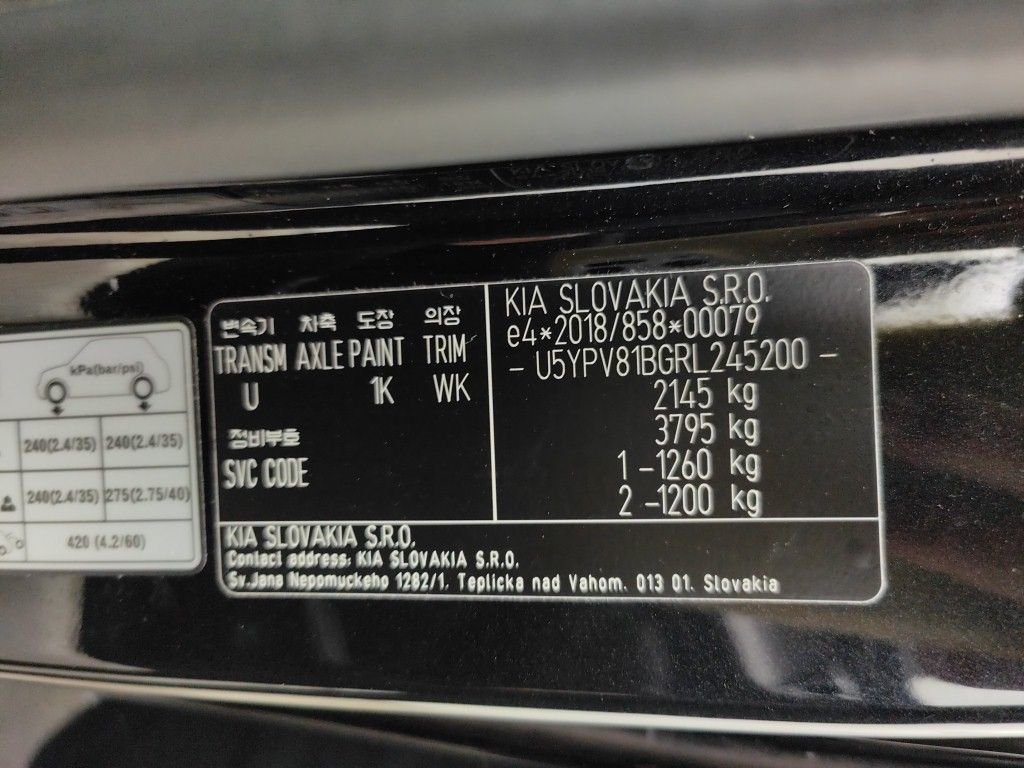 kPa(bar/psi)
240(2.4/35) 240(2.4/35)
240(2.4/35) 275(2.75/40)
420 (4.2/60)
변속기 차축 도장 의장
TRANSM AXLE PAINT TRIM
U 1K WK
정비부호
SVC CODE
KIA SLOVAKIA S.R.O.
e4*2018/858*00079
- U5YPV81BGRL245200 -
2145 kg
3795 kg
1 -1260 kg
2 -1200 kg
KIA SLOVAKIA S.R.O.
Contact address: KIA SLOVAKIA S.R.O.
Sv.Jana Nepomuckeho 1282/1. Teplicka nad Vahom. 013 01. Slovakia